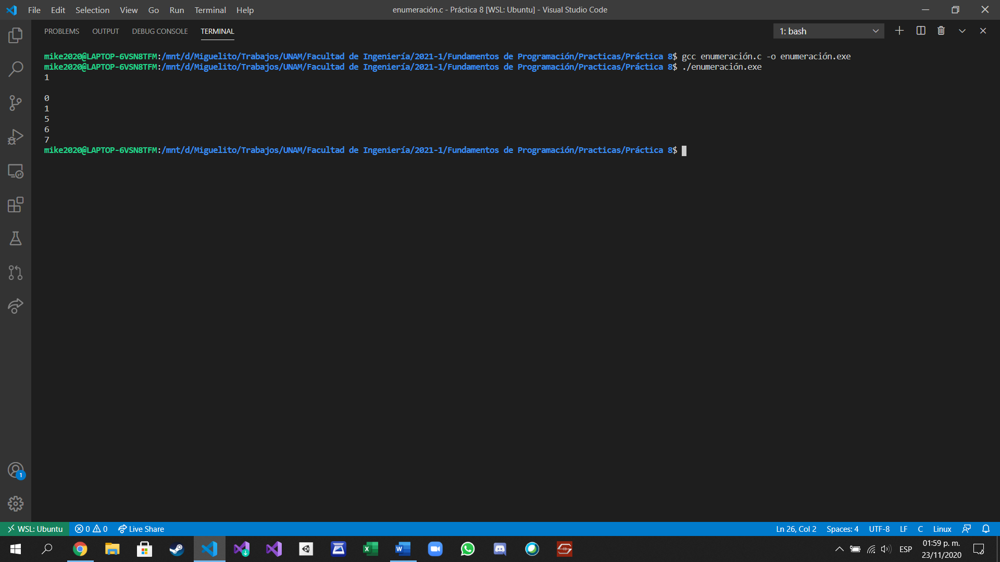 File Edit Selection View Go Run Terminal Help
enumeración.c - Práctica 8 [WSL: Ubuntu] - Visual Studio Code
PROBLEMS OUTPUT DEBUG CONSOLE TERMINAL
1: bash
mike2020@LAPTOP-6VSN8TFM:/mnt/d/Miguelito/Trabajos/UNAM/Facultad de Ingeniería/2021-1/Fundamentos de Programación/Practicas/Práctica 8$ gcc enumeración.c -o enumeración.exe
mike2020@LAPTOP-6VSN8TFM:/mnt/d/Miguelito/Trabajos/UNAM/Facultad de Ingeniería/2021-1/Fundamentos de Programación/Practicas/Práctica 8$ ./enumeración.exe
1
0
1
5
6
7
mike2020@LAPTOP-6VSN8TFM:/mnt/d/Miguelito/Trabajos/UNAM/Facultad de Ingeniería/2021-1/Fundamentos de Programación/Practicas/Práctica 8$
1
WSL: Ubuntu 0 0 Live Share
Ln 26, Col 2 Spaces: 4 UTF-8 LF C Linux
ESP
01:59 p. m.
23/11/2020